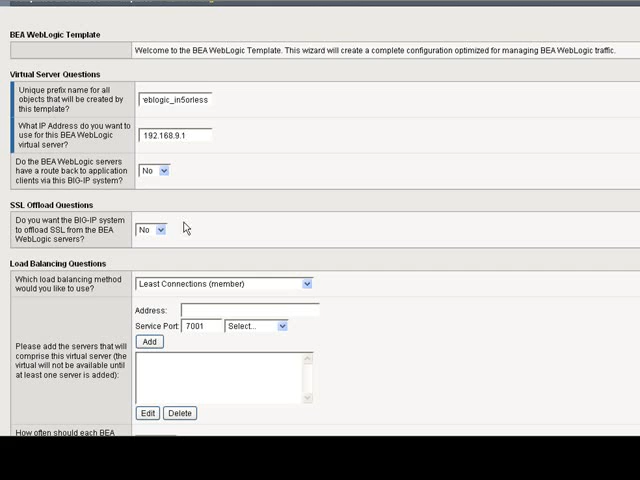 BEA WebLogic Template
Welcome to the BEA WebLogic Template. This wizard will create a complete configuration optimized for managing BEA WebLogic traffic.
Virtual Server Questions
Unique prefix name for all
objects that will be created by
this template?
eblogic_in5orless
What IP Address do you want to
use for this BEA WebLogic
virtual server?
192.168.9.1
Do the BEA WebLogic servers
have a route back to application
clients via this BIG-IP system?
No
SSL Offload Questions
Do you want the BIG-IP system
to offload SSL from the BEA
WebLogic servers?
No
Load Balancing Questions
Which load balancing method
would you like to use?
Least Connections (member)
Please add the servers that will
comprise this virtual server (the
virtual will not be available until
at least one server is added):
Address:
Service Port: 7001 Select...
Add
Edit Delete
How often should each BEA